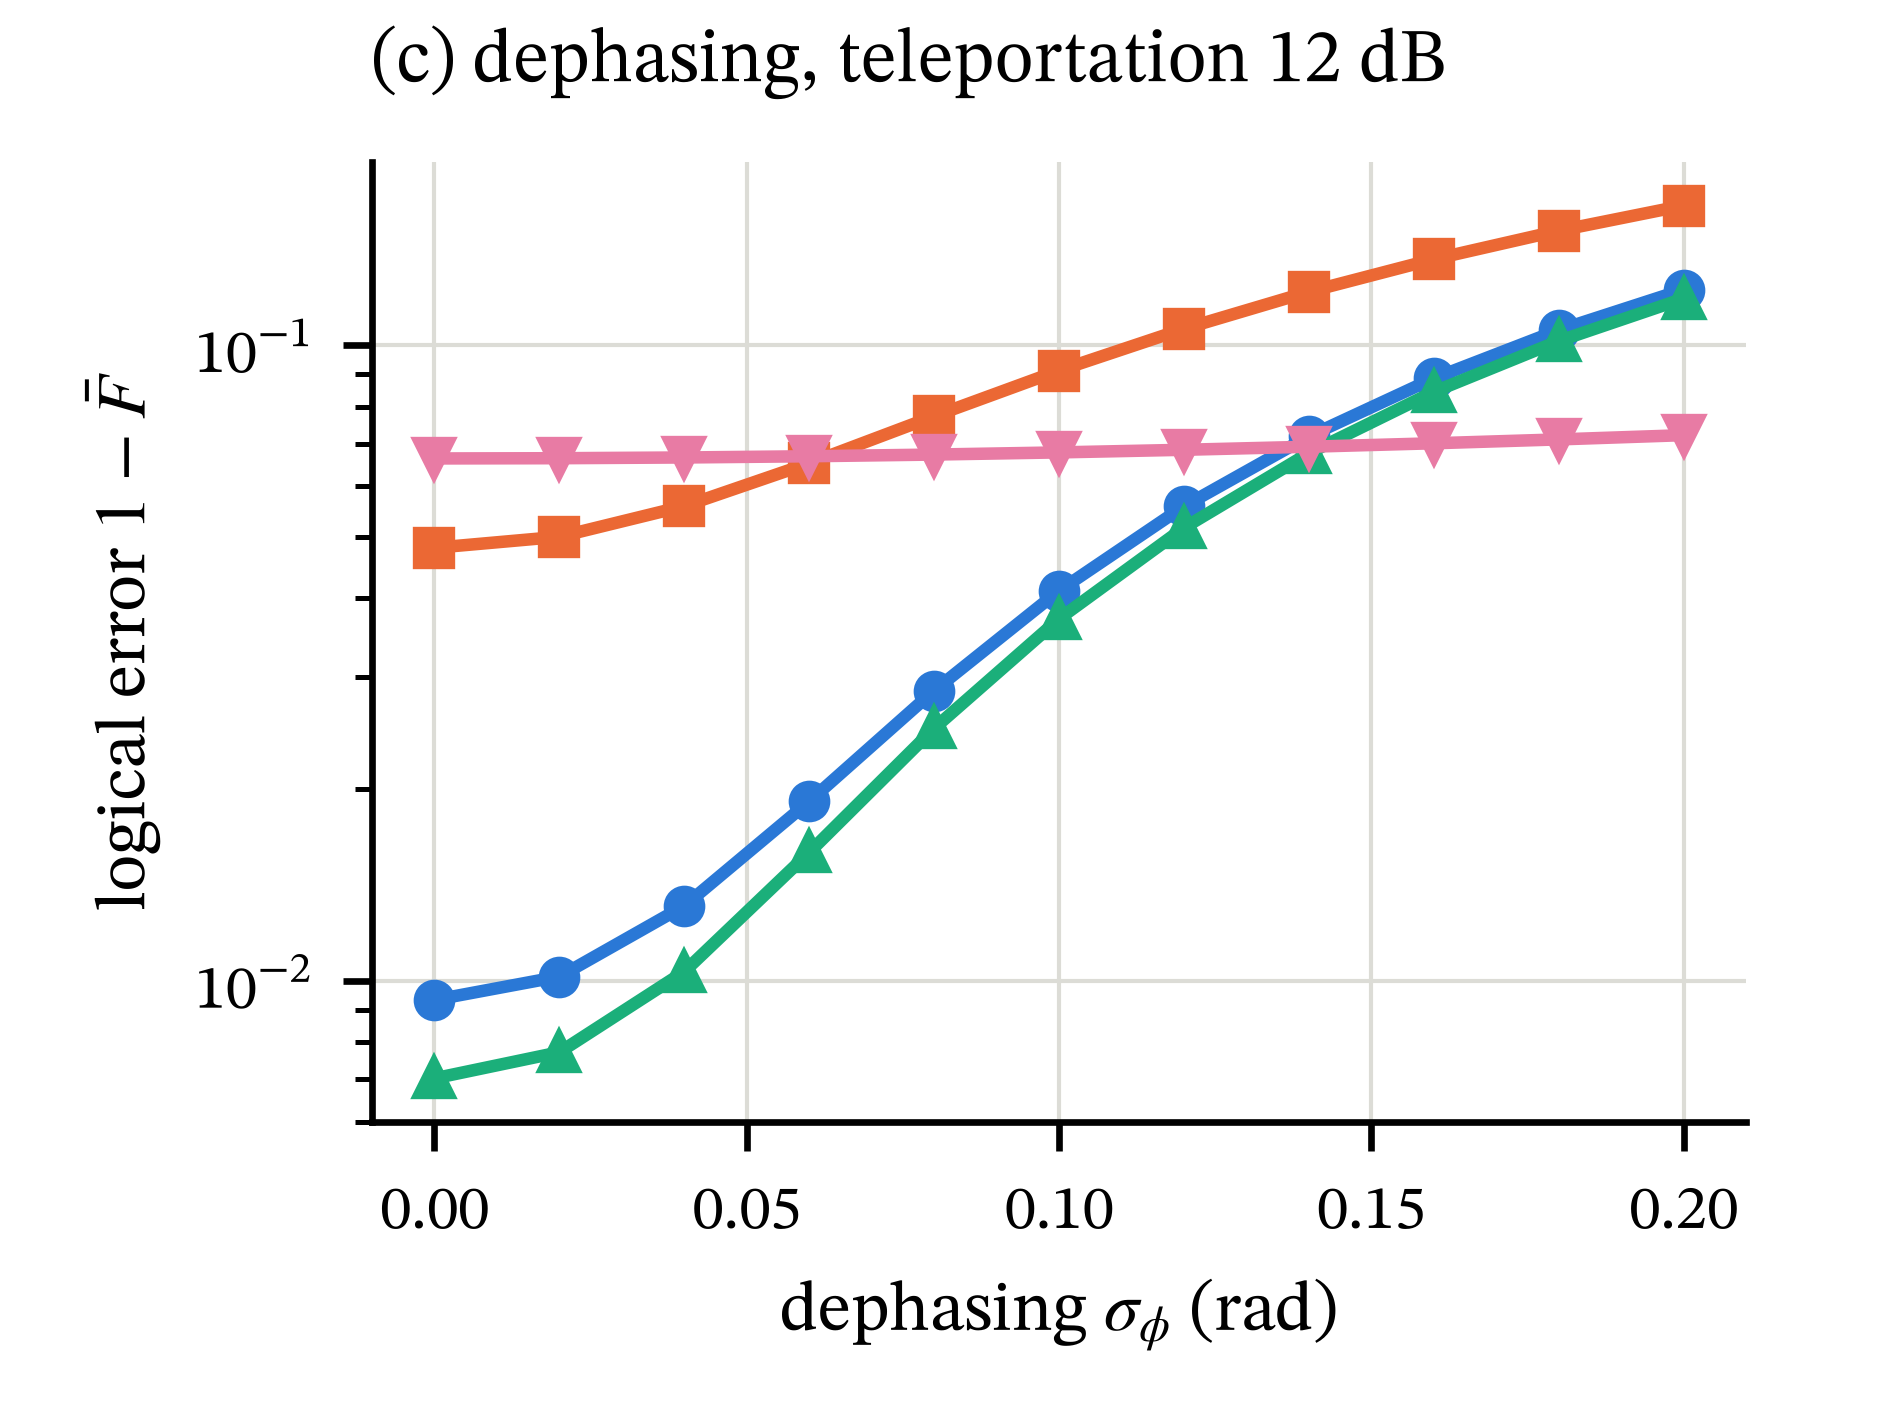 (c) dephasing, teleportation 12 dB
logical error 1 − F̄
10⁻¹
10⁻²
0.00 0.05 0.10 0.15 0.20
dephasing σ_ϕ (rad)